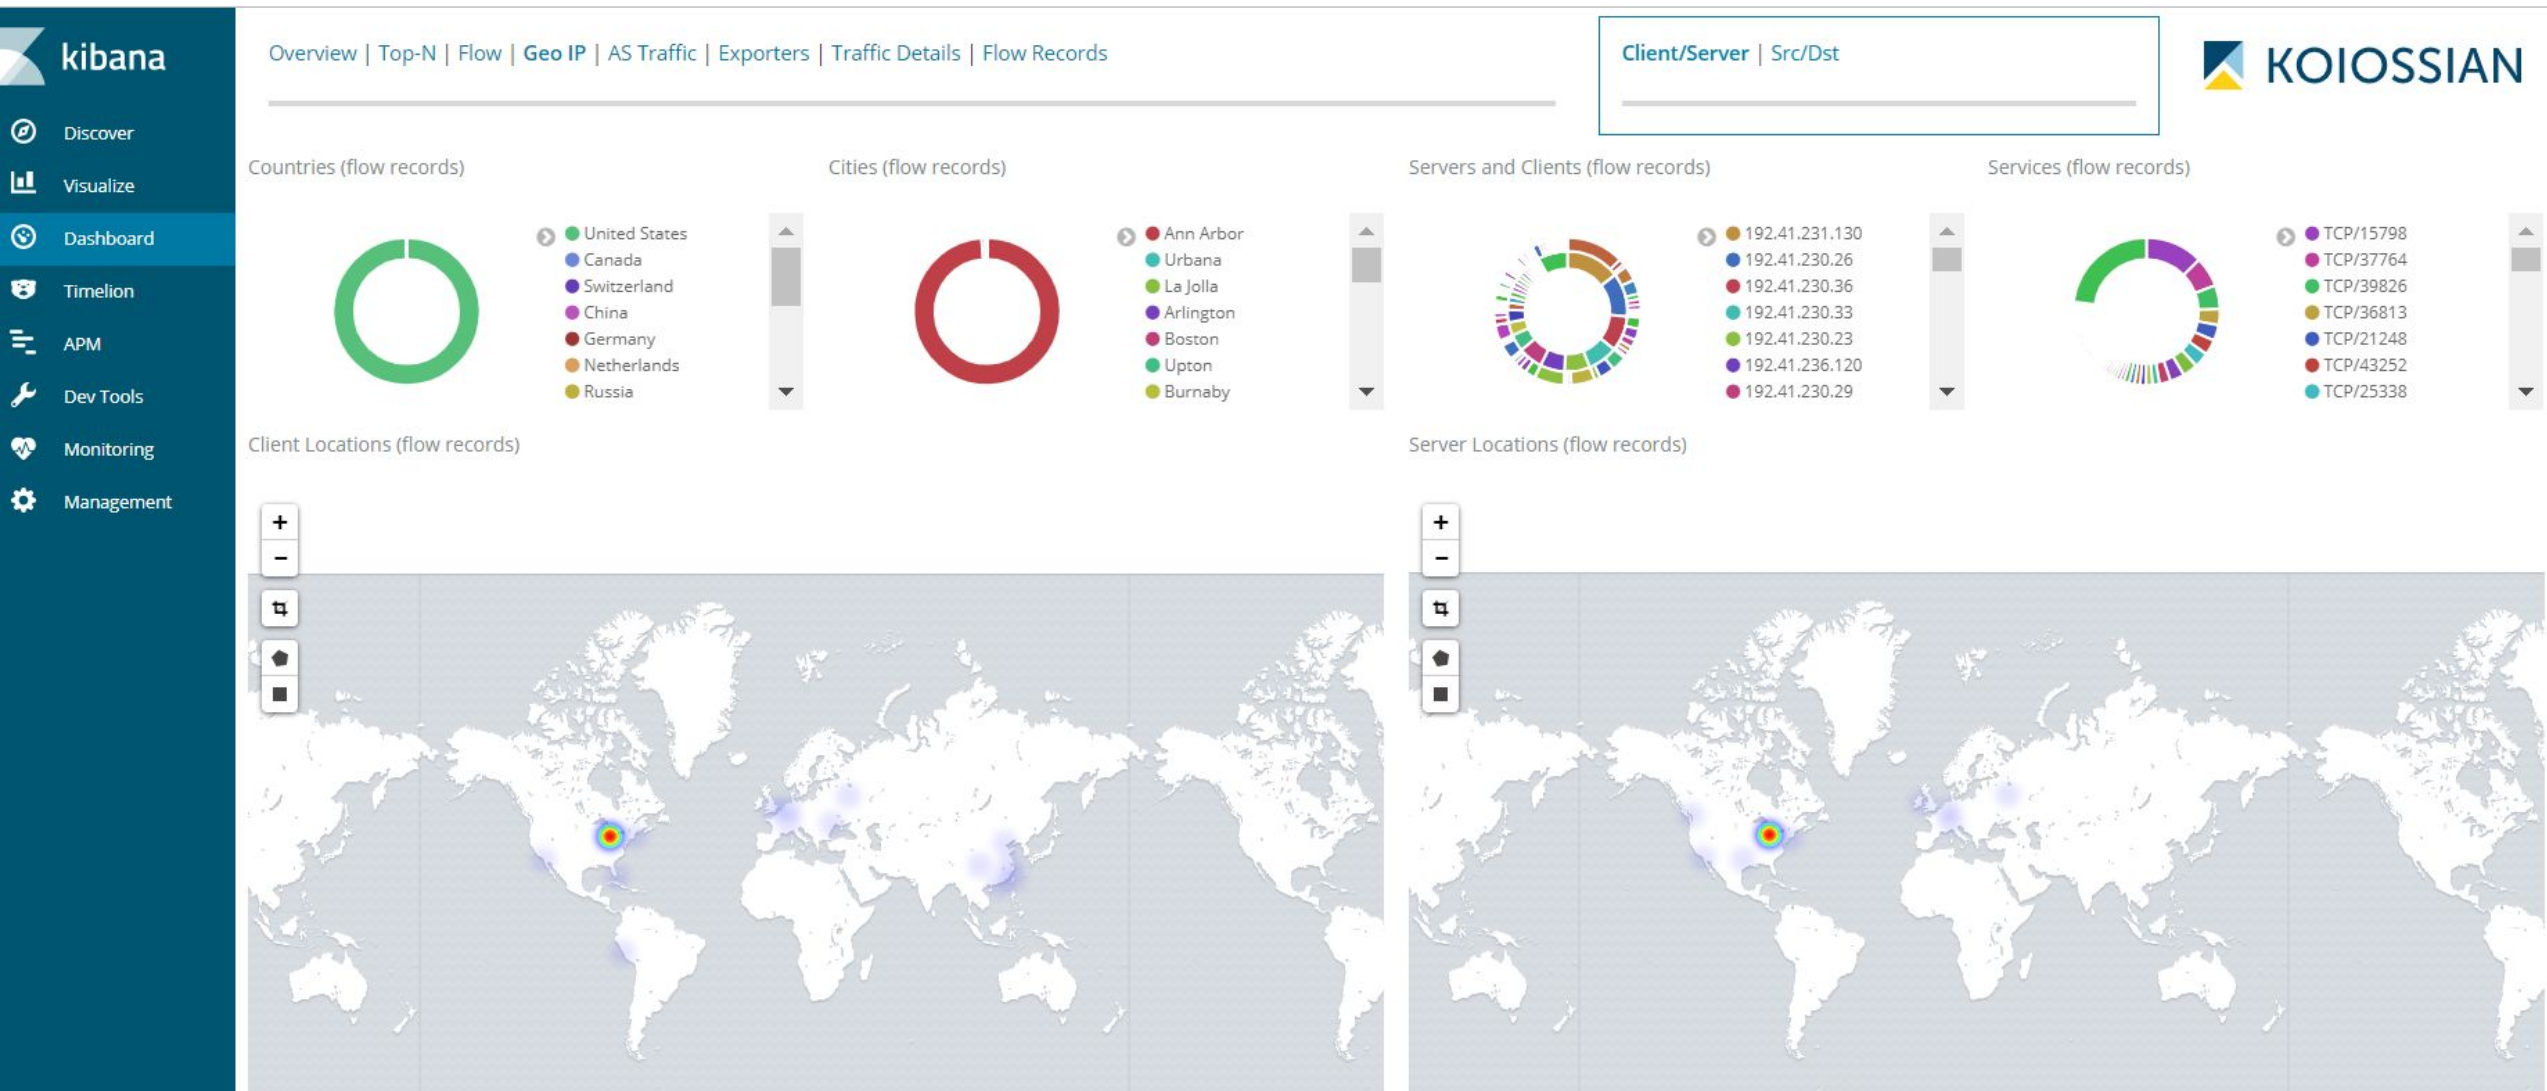 kibana
Discover
Visualize
Dashboard
Timelion
APM
Dev Tools
Monitoring
Management
Overview | Top-N | Flow | Geo IP | AS Traffic | Exporters | Traffic Details | Flow Records
Client/Server | Src/Dst
KOIOSSIAN
Countries (flow records)
United States
Canada
Switzerland
China
Germany
Netherlands
Russia
Cities (flow records)
Ann Arbor
Urbana
La Jolla
Arlington
Boston
Upton
Burnaby
Servers and Clients (flow records)
192.41.231.130
192.41.230.26
192.41.230.36
192.41.230.33
192.41.230.23
192.41.236.120
192.41.230.29
Services (flow records)
TCP/15798
TCP/37764
TCP/39826
TCP/36813
TCP/21248
TCP/43252
TCP/25338
Client Locations (flow records)
+
−
Server Locations (flow records)
+
−